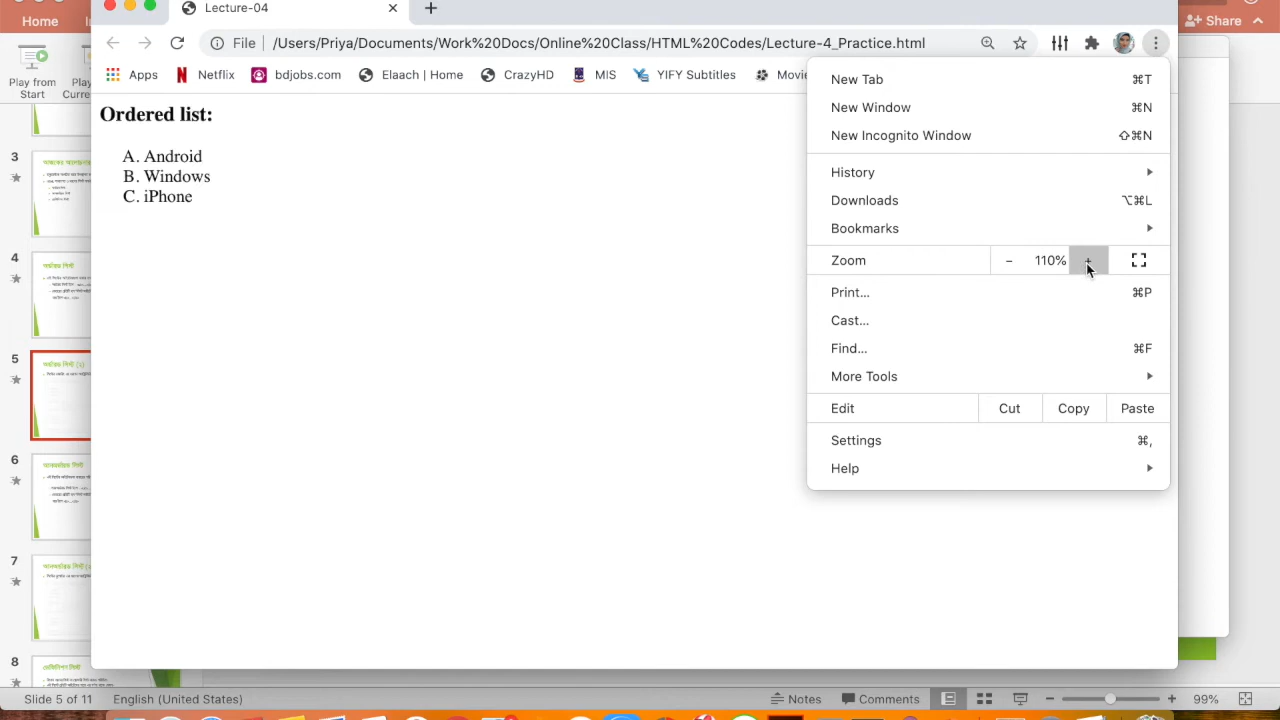 Home
Share
Play from
Start
Curre
Lecture-04
File
/Users/Priya/Documents/Work%20Docs/Online%20Class/HTML%20Codes/Lecture-4-Practice.html
Apps
Netflix
bdjobs.com
Elaach | Home
CrazyHD
MIS
YIFY Subtitles
Ordered list:
A. Android
B. Windows
C. iPhone
New Tab ⌘T
New Window ⌘N
New Incognito Window ⇧⌘N
History
Downloads ⌥⌘L
Bookmarks
Zoom - 110% +
Print... ⌘P
Cast...
Find... ⌘F
More Tools
Edit Cut Copy Paste
Settings ⌘,
Help
3
4
5
6
7
8
Slide 5 of 11 English (United States) Notes Comments 99%